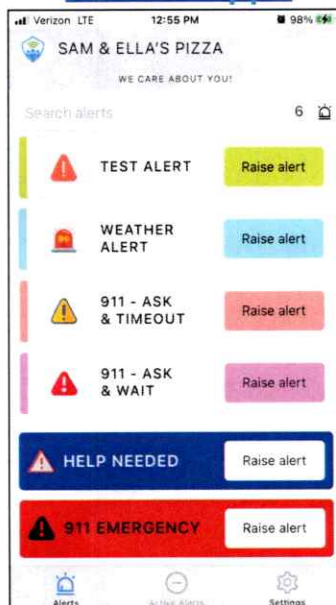 Verizon LTE 12:55 PM 98%
SAM & ELLA'S PIZZA
WE CARE ABOUT YOU!
Search alerts 6
TEST ALERT Raise alert
WEATHER
ALERT
Raise alert
911 - ASK
& TIMEOUT
Raise alert
911 - ASK
& WAIT
Raise alert
HELP NEEDED Raise alert
911 EMERGENCY Raise alert
Alerts Active Alerts Settings